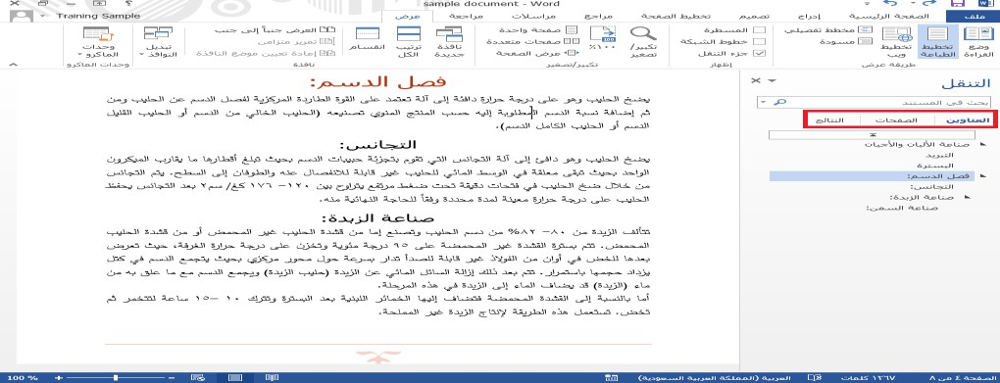 sample document - Word
Training Sample
ملف
الصفحة الرئيسية
إدراج
تصميم
تخطيط الصفحة
مراجع
مراسلات
مراجعة
عرض
وضع القراءة
تخطيط الطباعة
تخطيط ويب
مخطط تفصيلي
مسودة
طريقة عرض
المسطرة
خطوط الشبكة
جزء التنقل
إظهار
تكبير/تصغير
١٠٠%
صفحة واحدة
صفحات متعددة
عرض الصفحة
تكبير/تصغير
نافذة جديدة
ترتيب الكل
انقسام
العرض جنباً إلى جنب
تمرير متزامن
إعادة تعيين موضع النافذة
نافذة
تبديل النوافذ
وحدات الماكرو
وحدات الماكرو
التنقل
بحث في المستند
العناوين
الصفحات
النتائج
صناعة الألبان والأجبان
التبريد
البسترة
فصل الدسم:
التجانس:
صناعة الزبدة:
صناعة السمن:
فصل الدسم:
يضخ الحليب وهو على درجة حرارة دافئة إلى آلة تعتمد على القوة الطاردة المركزية لفصل الدسم عن الحليب ومن
ثم إضافة نسبة الدسم المطلوبة إليه حسب المنتج المنوي تصنيعه (الحليب الخالي من الدسم أو الحليب القليل
الدسم أو الحليب الكامل الدسم).
التجانس:
يضخ الحليب وهو دافئ إلى آلة التجانس التي تقوم بتجزئة حبيبات الدسم بحيث تبلغ أقطارها ما يقارب الميكرون
الواحد بحيث تبقى معلقة في الوسط المائي للحليب غير قابلة للانفصال عنه والطوفان إلى السطح. يتم التجانس
من خلال ضخ الحليب في فتحات دقيقة تحت ضغط مرتفع يتراوح بين ١٢٠– ١٧٦ كغ/ سم٢ بعد التجانس يحفظ
الحليب على درجة حرارة معينة لمدة محددة وفقاً للحاجة النهائية منه.
صناعة الزبدة:
تتألف الزبدة من ٨٠– ٨٢% من دسم الحليب وتصنع إما من قشدة الحليب غير المحمض أو من قشدة الحليب
المحمض. تتم بسترة القشدة غير المحمضة على ٩٥ درجة مئوية وتخزن على درجة حرارة الغرفة، حيث تعرض
بعدها للخض في أوان من الفولاذ غير قابلة للصدأ تدار بسرعة حول محور مركزي بحيث يتجمع الدسم في كتل
يزداد حجمها باستمرار. تتم بعد ذلك إزالة السائل المائي عن الزبدة (حليب الزبدة) ويجمع الدسم مع ما علق به من
ماء (الزبدة) قد يضاف الماء إلى الزبدة في هذه المرحلة.
أما بالنسبة إلى القشدة المحمضة فتضاف إليها الخمائر اللبنية بعد البسترة وتترك ١٠ –١٥ ساعة لتتخمر ثم
تخض. تستعمل هذه الطريقة لإنتاج الزبدة غير المملحة.
الصفحة ٤ من ٨
١٢٦٧ كلمات
العربية (المملكة العربية السعودية)
100 %